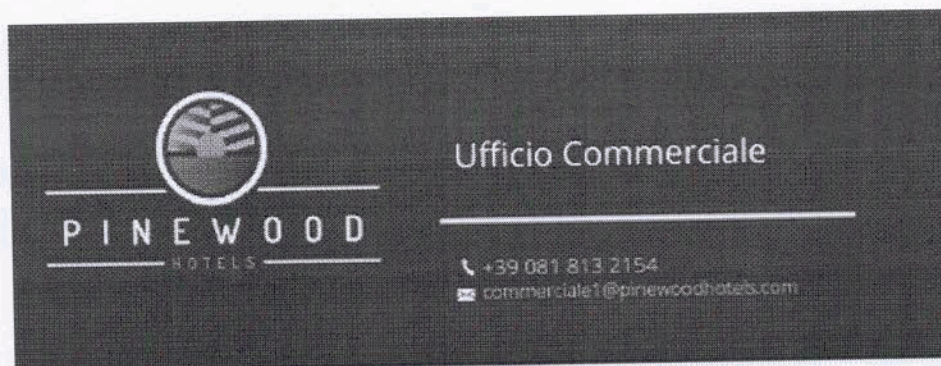 PINEWOOD
HOTELS
Ufficio Commerciale
+39 081 813 2154
commerciale1@pinewoodhotels.com